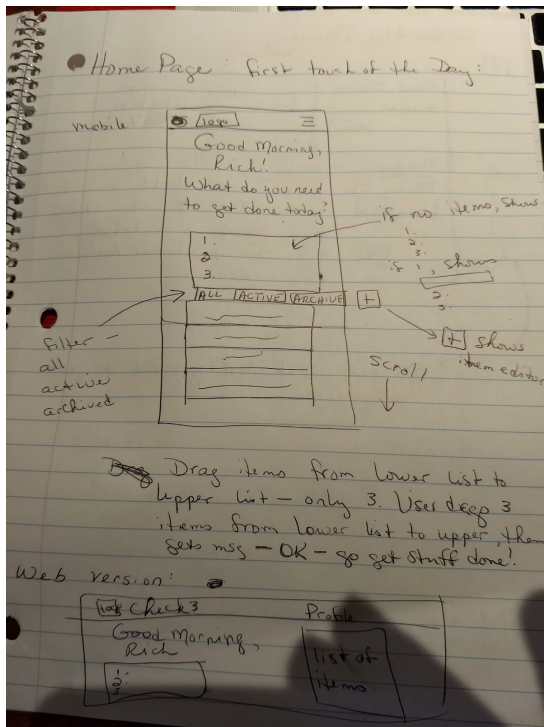 Home Page: first touch of the Day:
mobile:
logo
Good Morning,
Rich!
What do you need
to get done today?
1.
2.
3.
if no items, shows
1.
2.
3.
if 1, shows
2.
3.
ALL ACTIVE ARCHIVE +
filter -
all
active
archived
+ shows
item editor
Scroll
Drag items from lower list to
upper list - only 3. User drags 3
items from lower list to upper, then
gets msg - OK - go get stuff done!
Web version:
logo Check3 Profile
Good Morning,
Rich
1.
2.
3
list of
items